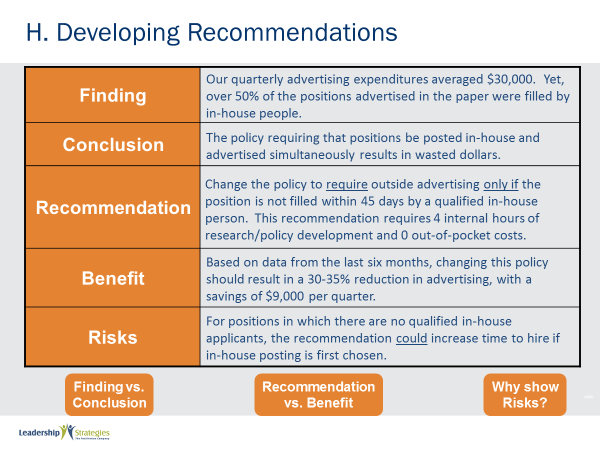 H. Developing Recommendations
Finding
Our quarterly advertising expenditures averaged $30,000. Yet,
over 50% of the positions advertised in the paper were filled by
in-house people.
Conclusion
The policy requiring that positions be posted in-house and
advertised simultaneously results in wasted dollars.
Recommendation
Change the policy to require outside advertising only if the
position is not filled within 45 days by a qualified in-house
person. This recommendation requires 4 internal hours of
research/policy development and 0 out-of-pocket costs.
Benefit
Based on data from the last six months, changing this policy
should result in a 30-35% reduction in advertising, with a
savings of $9,000 per quarter.
Risks
For positions in which there are no qualified in-house
applicants, the recommendation could increase time to hire if
in-house posting is first chosen.
Finding vs.
Conclusion
Recommendation
vs. Benefit
Why show
Risks?
Leadership Strategies
The Facilitation Company